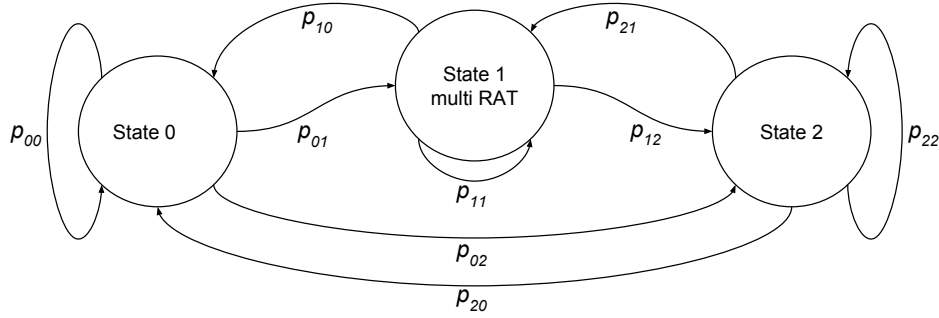 p10
p21
State 1
multi RAT
p00
State 0
p01
p12
State 2
p22
p11
p02
p20